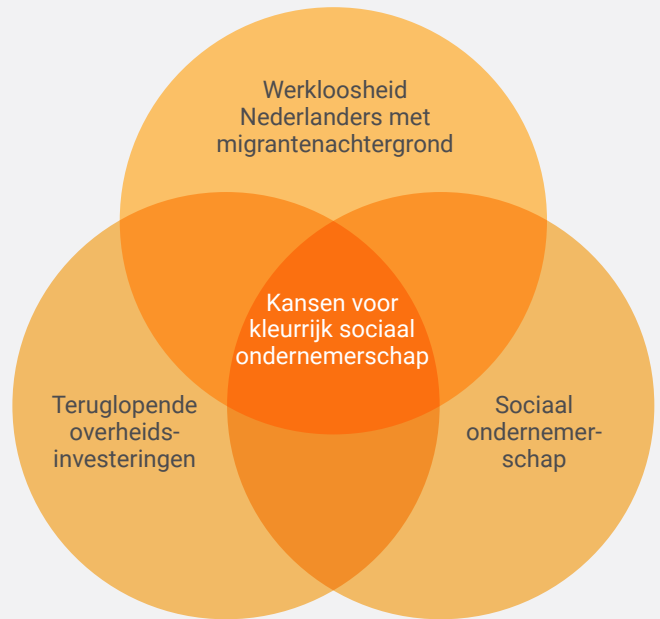 Werkloosheid
Nederlanders met
migrantenachtergrond
Kansen voor
kleurrijk sociaal
ondernemerschap
Teruglopende
overheids-
investeringen
Sociaal
ondernemer-
schap